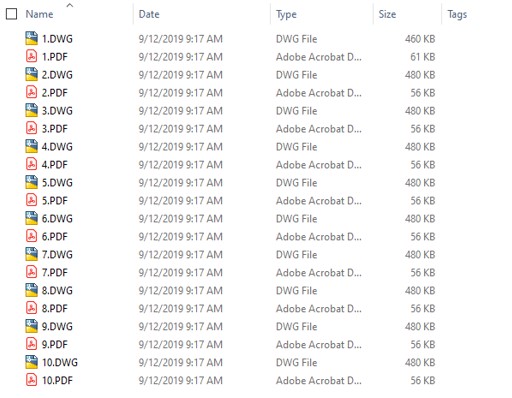 Name Date Type Size Tags
1.DWG 9/12/2019 9:17 AM DWG File 460 KB
1.PDF 9/12/2019 9:17 AM Adobe Acrobat D... 61 KB
2.DWG 9/12/2019 9:17 AM DWG File 480 KB
2.PDF 9/12/2019 9:17 AM Adobe Acrobat D... 56 KB
3.DWG 9/12/2019 9:17 AM DWG File 480 KB
3.PDF 9/12/2019 9:17 AM Adobe Acrobat D... 56 KB
4.DWG 9/12/2019 9:17 AM DWG File 480 KB
4.PDF 9/12/2019 9:17 AM Adobe Acrobat D... 56 KB
5.DWG 9/12/2019 9:17 AM DWG File 480 KB
5.PDF 9/12/2019 9:17 AM Adobe Acrobat D... 56 KB
6.DWG 9/12/2019 9:17 AM DWG File 480 KB
6.PDF 9/12/2019 9:17 AM Adobe Acrobat D... 56 KB
7.DWG 9/12/2019 9:17 AM DWG File 480 KB
7.PDF 9/12/2019 9:17 AM Adobe Acrobat D... 56 KB
8.DWG 9/12/2019 9:17 AM DWG File 480 KB
8.PDF 9/12/2019 9:17 AM Adobe Acrobat D... 56 KB
9.DWG 9/12/2019 9:17 AM DWG File 480 KB
9.PDF 9/12/2019 9:17 AM Adobe Acrobat D... 56 KB
10.DWG 9/12/2019 9:17 AM DWG File 480 KB
10.PDF 9/12/2019 9:17 AM Adobe Acrobat D... 56 KB